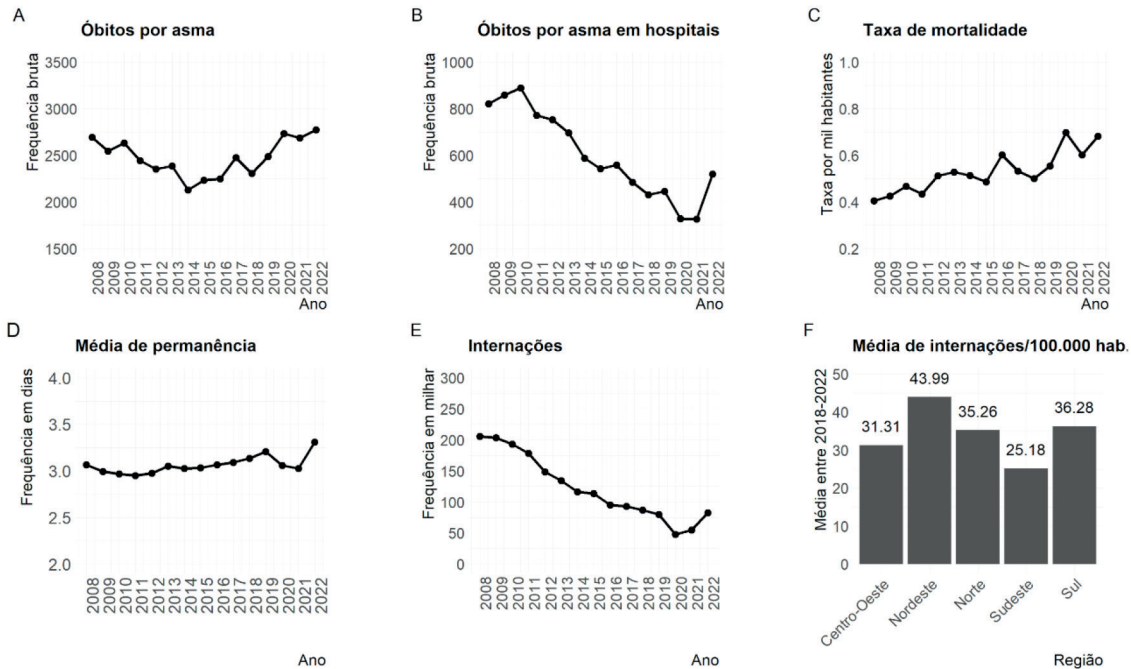 A
Óbitos por asma
Frequência bruta
3500
3000
2500
2000
1500
2008 2009 2010 2011 2012 2013 2014 2015 2016 2017 2018 2019 2020 2021 2022
Ano
B
Óbitos por asma em hospitais
Frequência bruta
1000
800
600
400
200
2008 2009 2010 2011 2012 2013 2014 2015 2016 2017 2018 2019 2020 2021 2022
Ano
C
Taxa de mortalidade
Taxa por mil habitantes
1.0
0.8
0.6
0.4
0.2
2008 2009 2010 2011 2012 2013 2014 2015 2016 2017 2018 2019 2020 2021 2022
Ano
D
Média de permanência
Frequência em dias
4.0
3.5
3.0
2.5
2.0
2008 2009 2010 2011 2012 2013 2014 2015 2016 2017 2018 2019 2020 2021 2022
Ano
E
Internações
Frequência em milhar
300
250
200
150
100
50
0
2008 2009 2010 2011 2012 2013 2014 2015 2016 2017 2018 2019 2020 2021 2022
Ano
F
Média de internações/100.000 hab.
Média entre 2018-2022
50
40
30
20
10
0
31.31
43.99
35.26
25.18
36.28
Centro-Oeste
Nordeste
Norte
Sudeste
Sul
Região